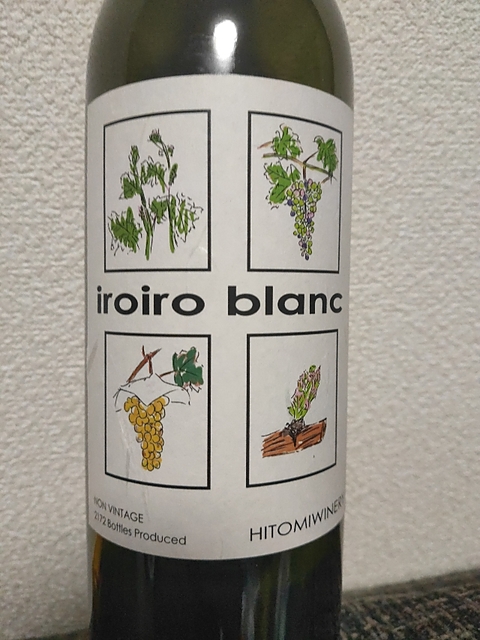 iroiro blanc
NON VINTAGE
2172 Bottles Produced
HITOMIWINERY